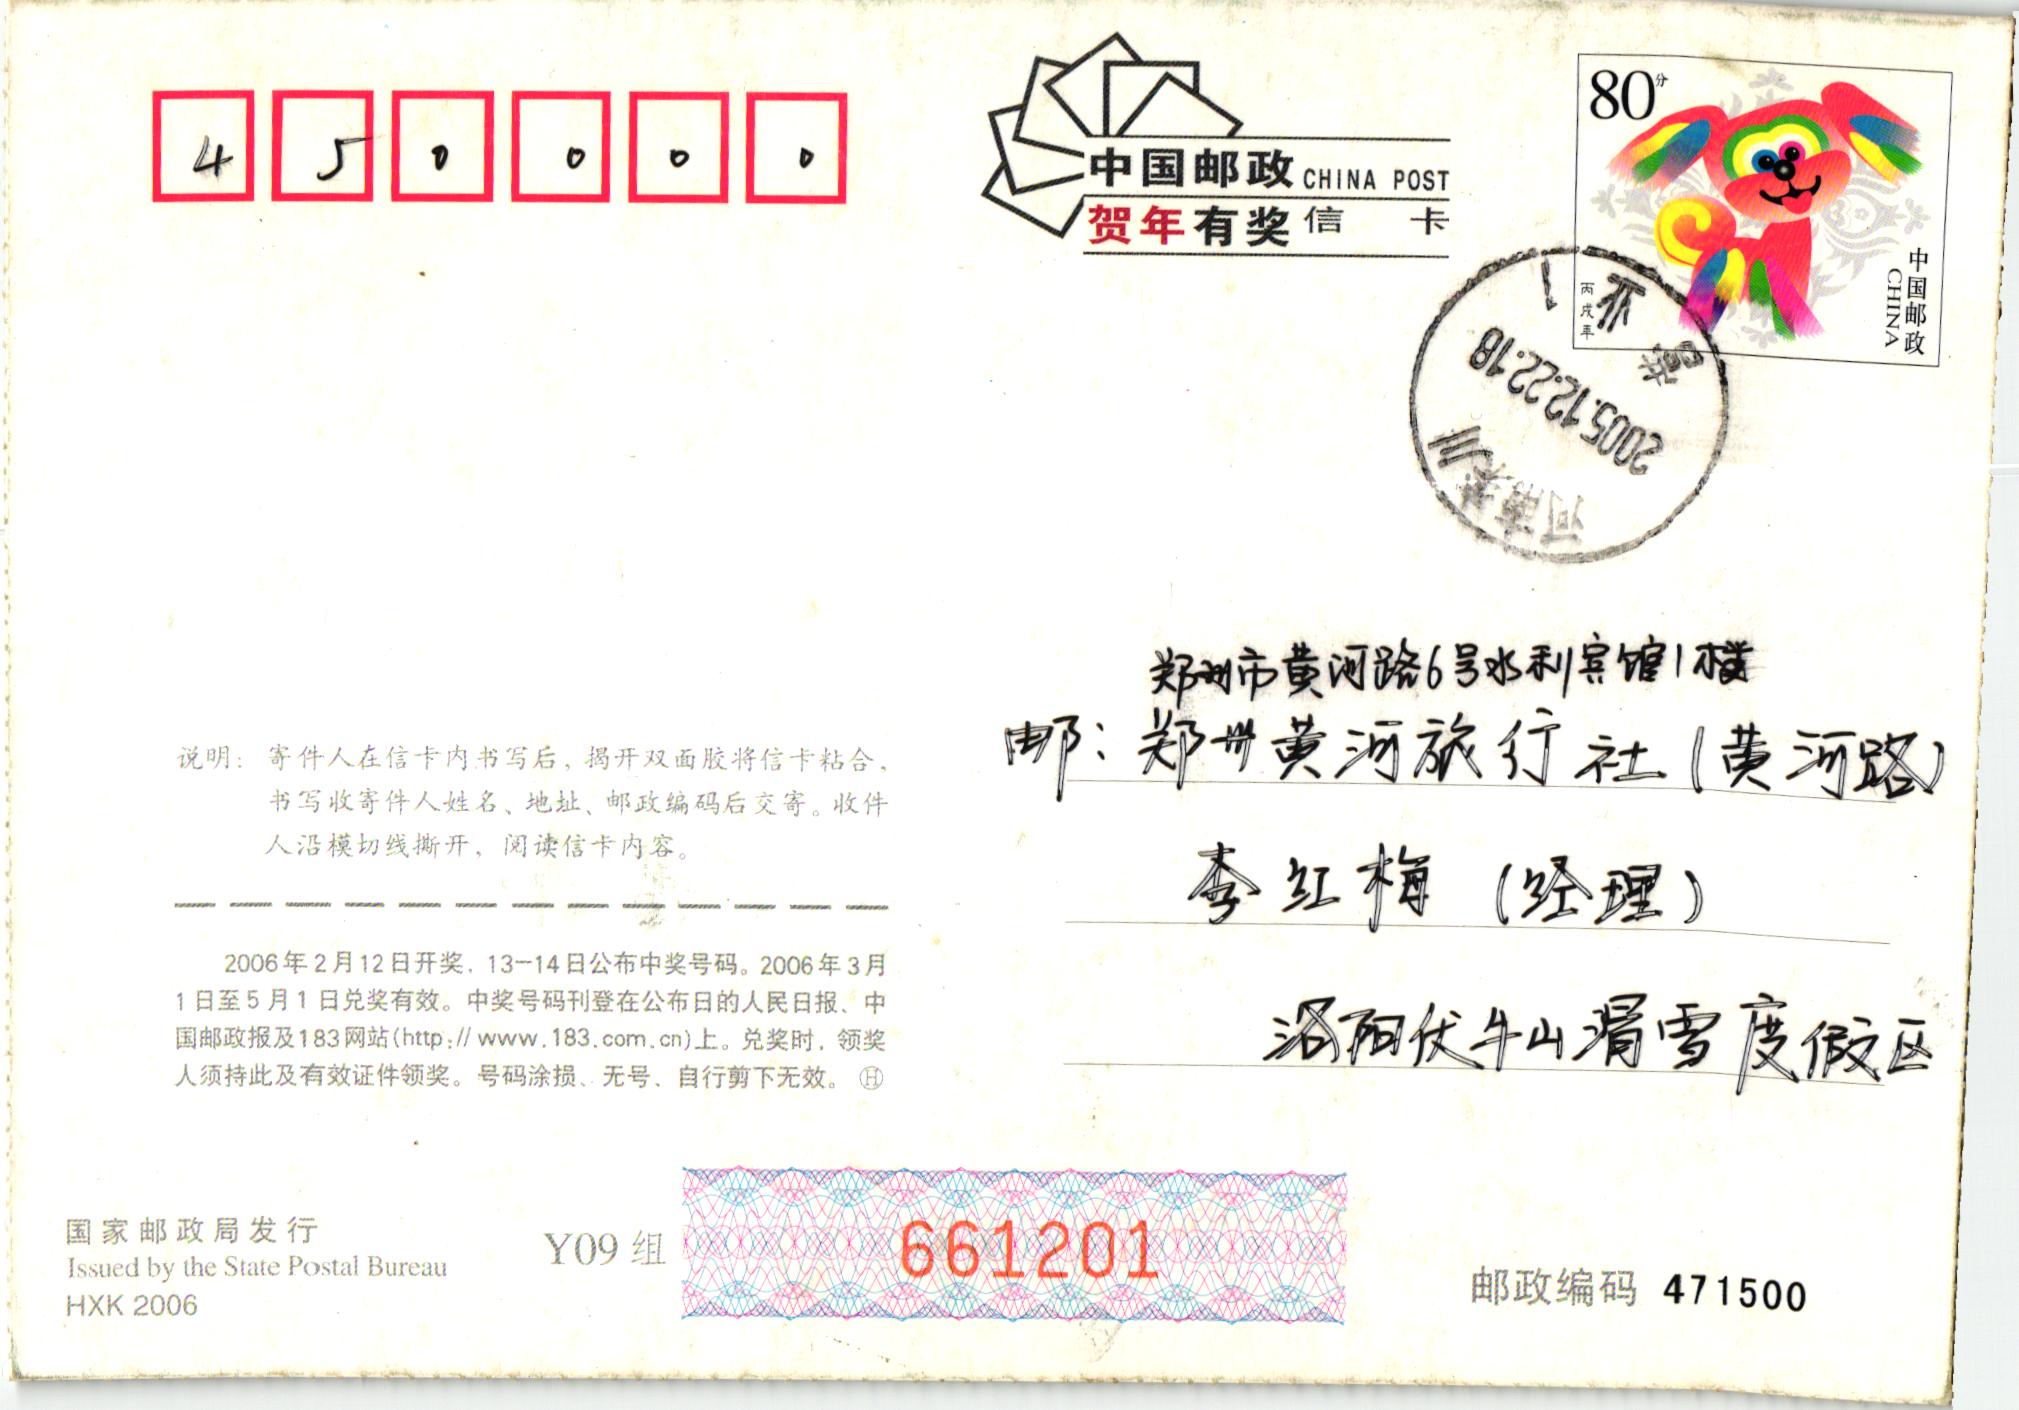 450000
中国邮政 CHINA POST
贺年有奖信 卡
80分
中国邮政
CHINA
丙戌年
2005.12.22.18
河南栾川
郑州市黄河路6号水利宾馆1楼
邮：郑州黄河旅行社（黄河路）
李红梅（经理）
洛阳伏牛山滑雪度假区
说明：寄件人在信卡内书写后，揭开双面胶将信卡粘合，
书写收寄件人姓名、地址、邮政编码后交寄。收件
人沿模切线撕开，阅读信卡内容。
2006年2月12日开奖，13-14日公布中奖号码。2006年3月
1日至5月1日兑奖有效。中奖号码刊登在公布日的人民日报、中
国邮政报及183网站(http://www.183.com.cn)上。兑奖时，领奖
人须持此及有效证件领奖。号码涂损、无号、自行剪下无效。Ⓗ
国家邮政局发行
Issued by the State Postal Bureau
HXK 2006
Y09 组
661201
邮政编码 471500